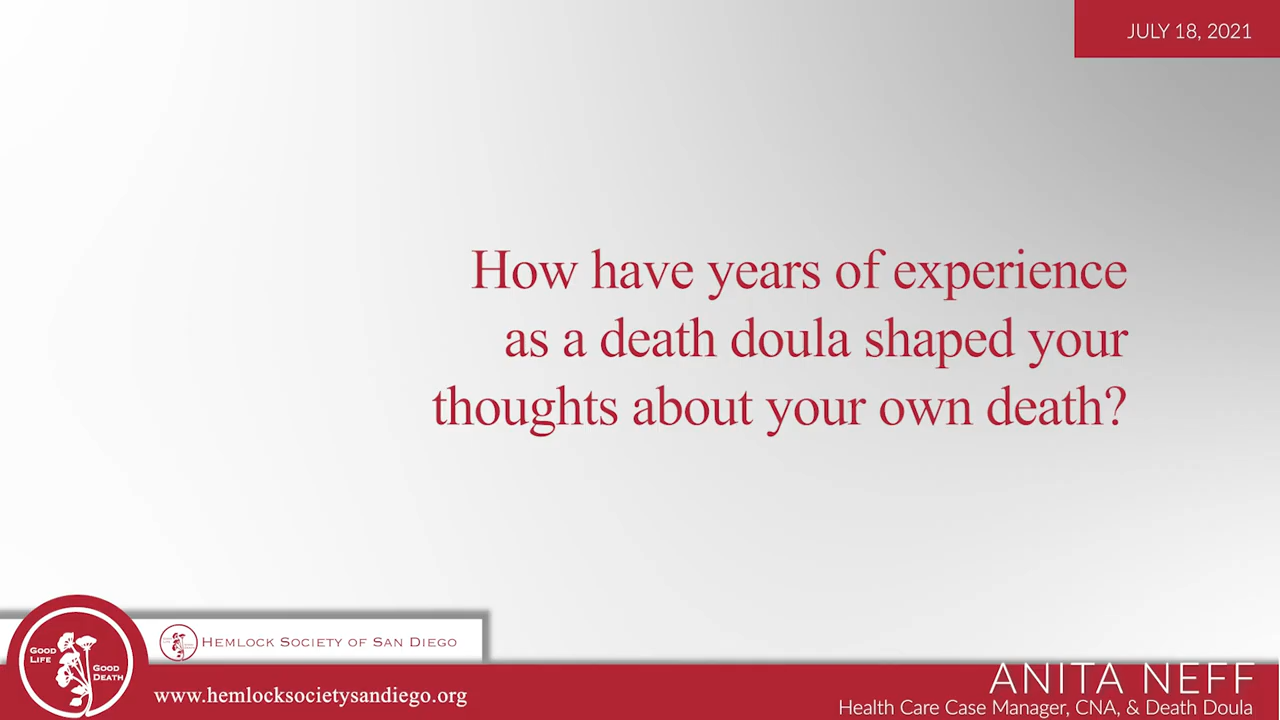 JULY 18, 2021
How have years of experience
as a death doula shaped your
thoughts about your own death?
GOOD
LIFE
GOOD
DEATH
HEMLOCK SOCIETY OF SAN DIEGO
www.hemlocksocietysandiego.org
ANITA NEFF
Health Care Case Manager, CNA, & Death Doula